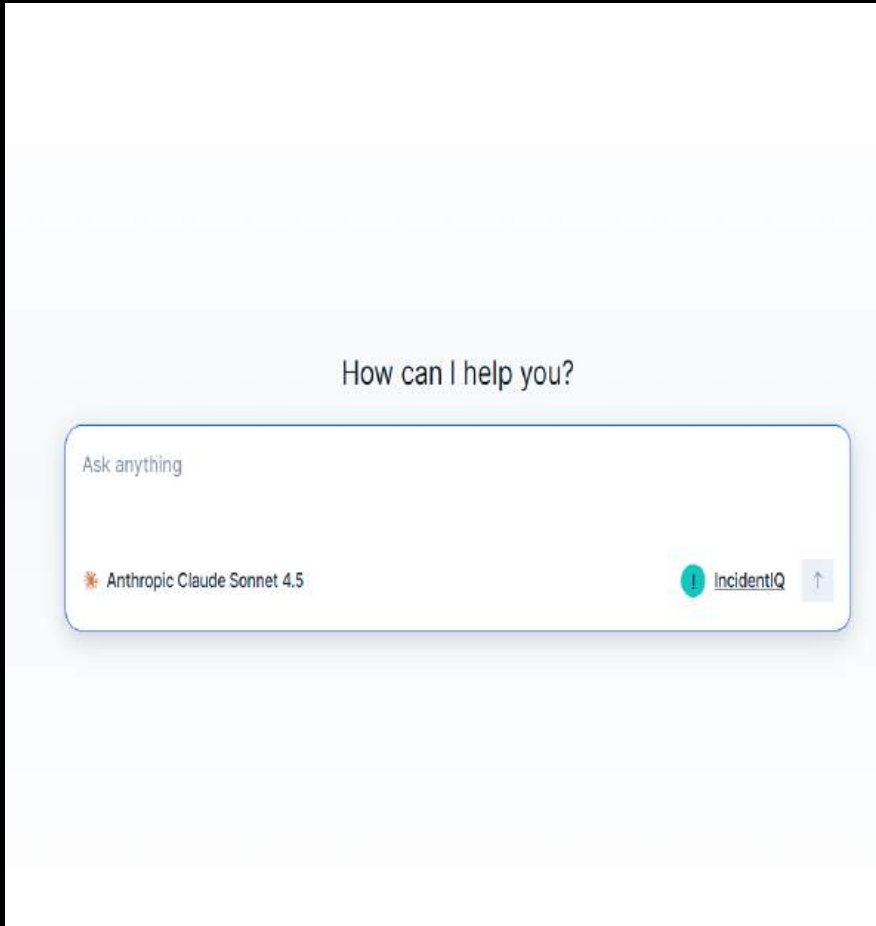 How can I help you?
Ask anything
Anthropic Claude Sonnet 4.5
! IncidentIQ ↑